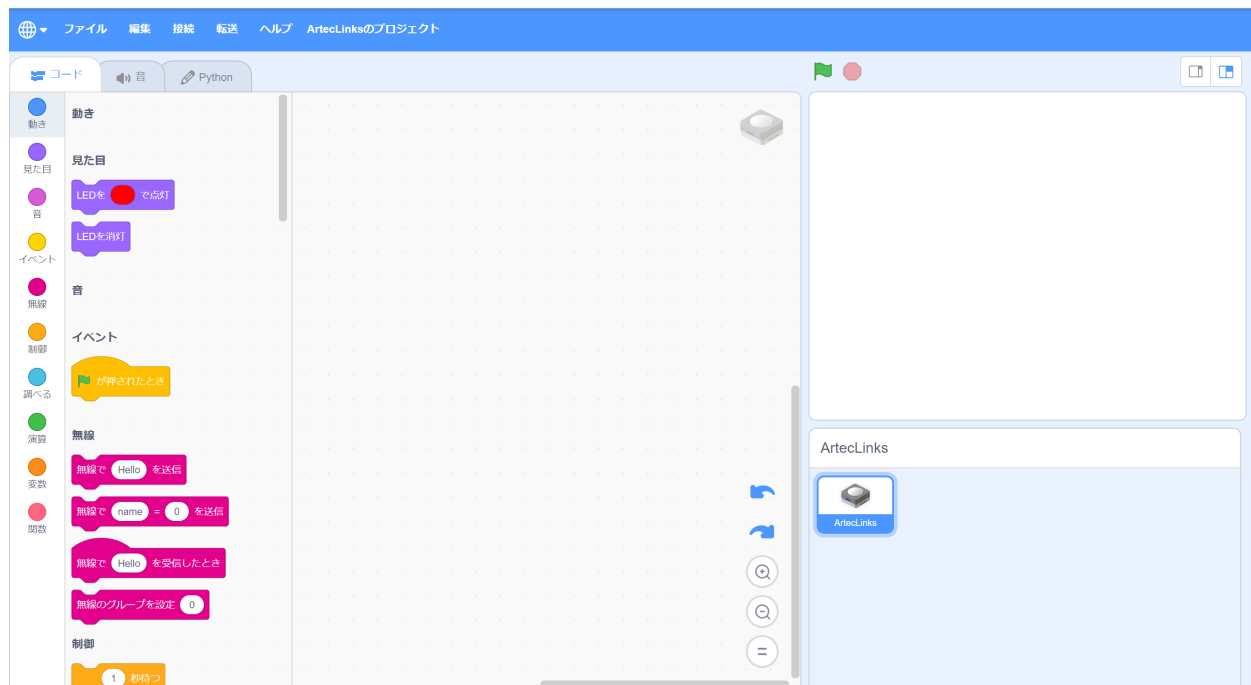 ファイル 編集 接続 転送 ヘルプ ArtecLinksのプロジェクト
コード 音 Python
動き
見た目
音
イベント
無線
制御
調べる
演算
変数
関数
動き
見た目
LEDを で点灯
LEDを消灯
音
イベント
が押されたとき
無線
無線で Hello を送信
無線で name = 0 を送信
無線で Hello を受信したとき
無線のグループを設定 0
制御
1 秒待つ
ArtecLinks
ArtecLinks